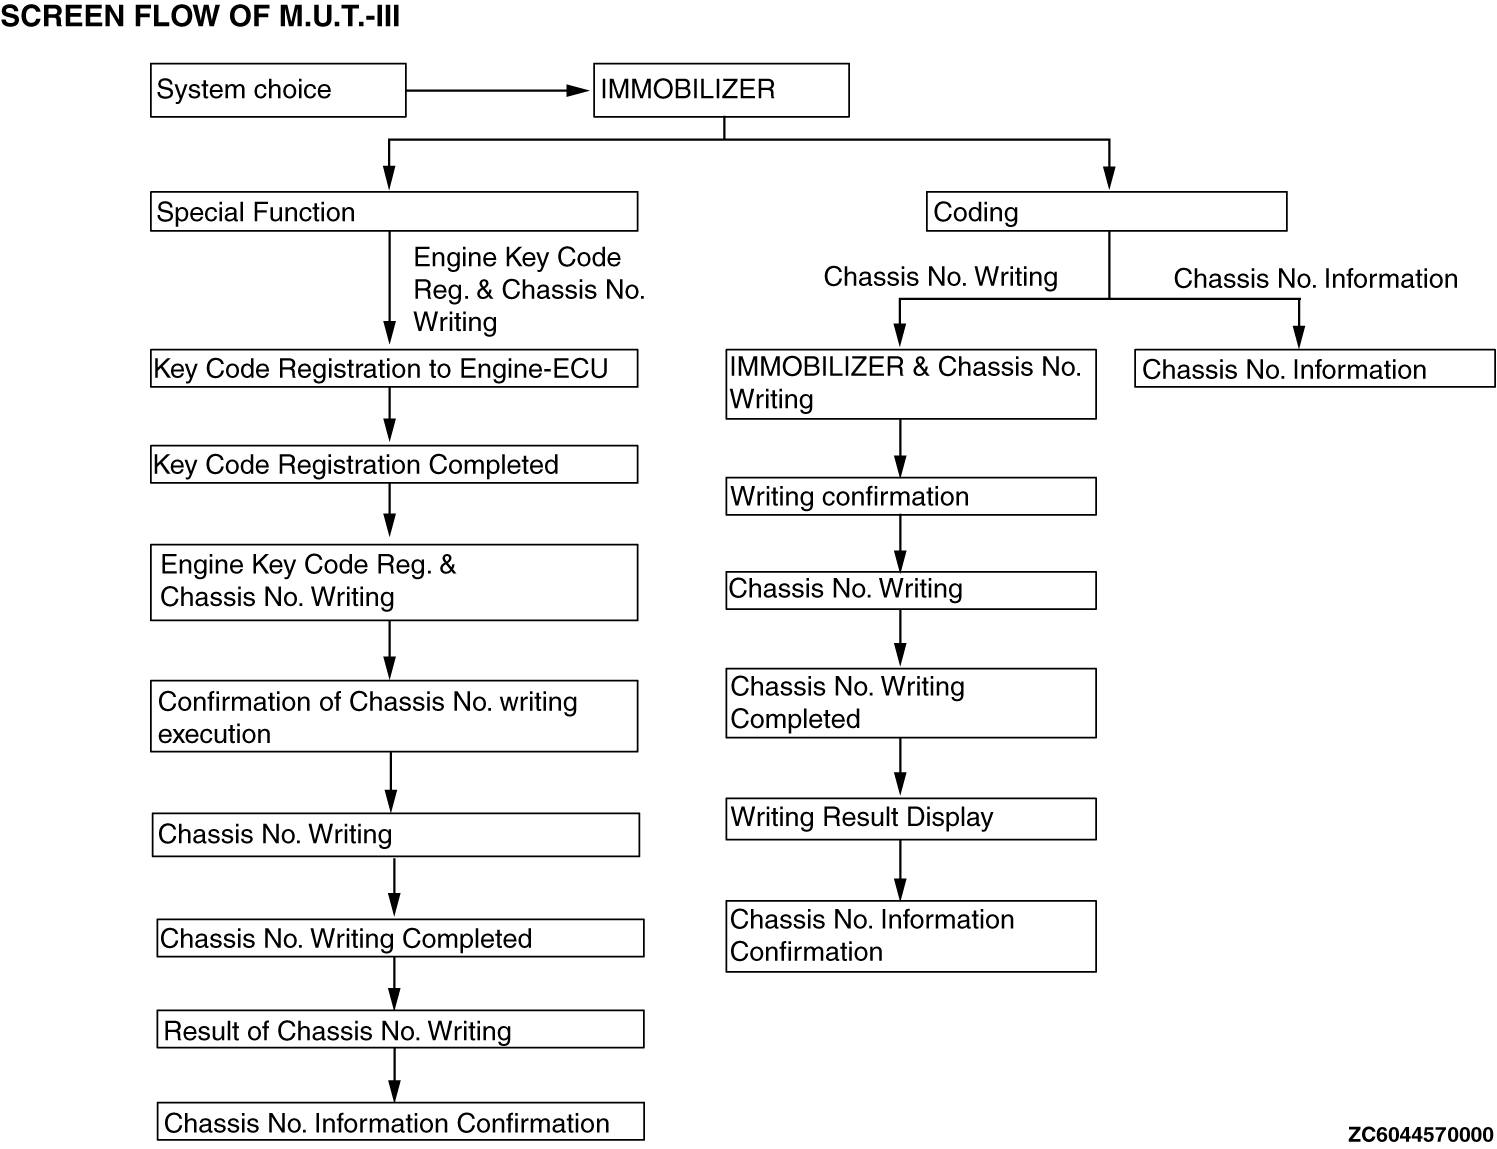 SCREEN FLOW OF M.U.T.-III
System choice
IMMOBILIZER
Special Function
Engine Key Code
Reg. & Chassis No.
Writing
Key Code Registration to Engine-ECU
Key Code Registration Completed
Engine Key Code Reg. &
Chassis No. Writing
Confirmation of Chassis No. writing
execution
Chassis No. Writing
Chassis No. Writing Completed
Result of Chassis No. Writing
Chassis No. Information Confirmation
Coding
Chassis No. Writing
Chassis No. Information
IMMOBILIZER & Chassis No.
Writing
Writing confirmation
Chassis No. Writing
Chassis No. Writing
Completed
Writing Result Display
Chassis No. Information
Confirmation
Chassis No. Information
ZC6044570000